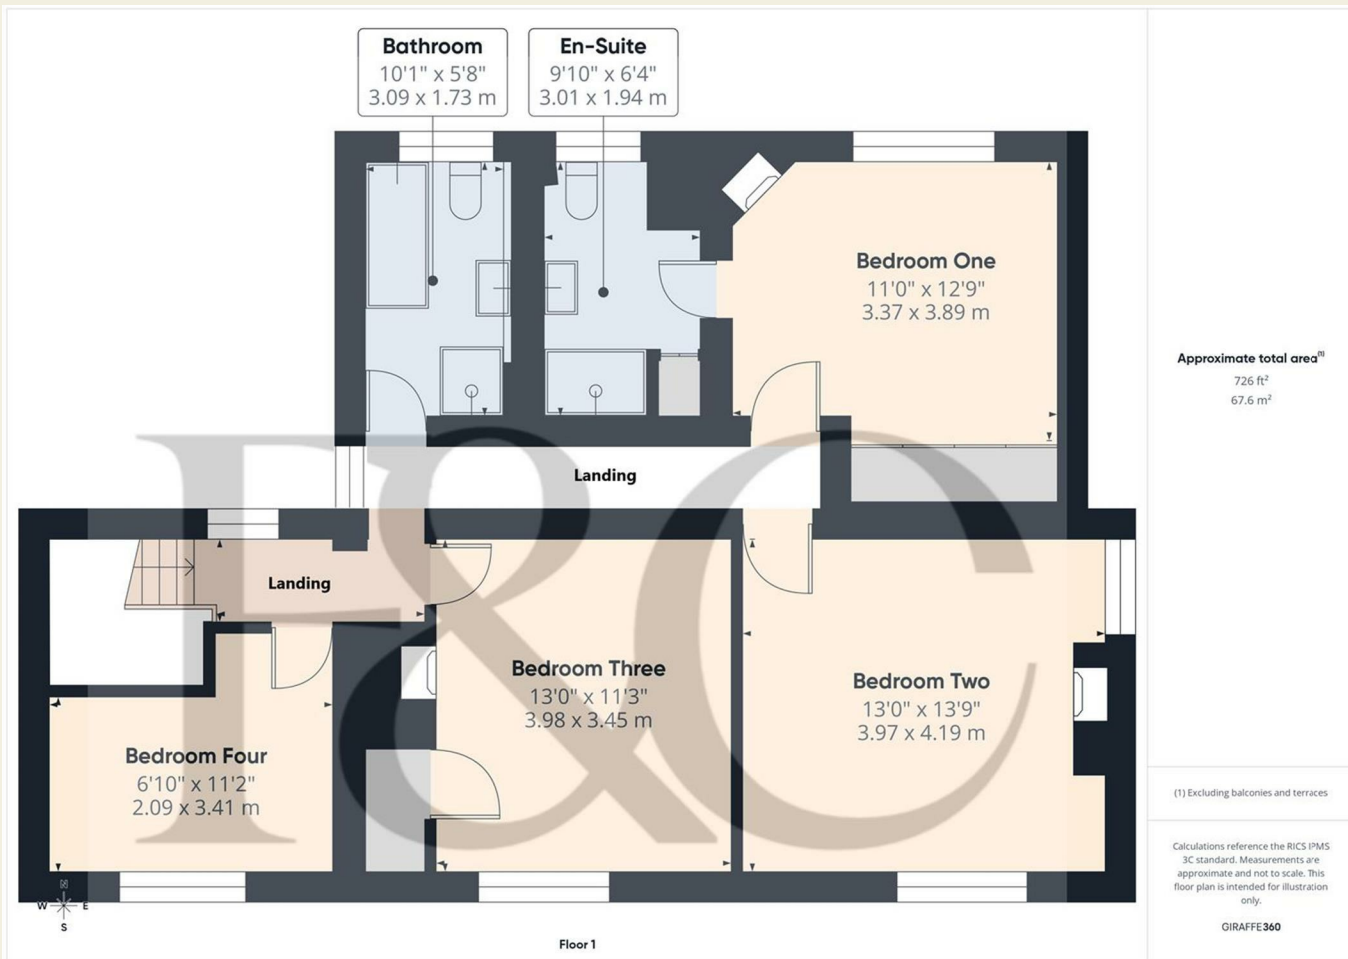 Bathroom
10'1" x 5'8"
3.09 x 1.73 m
En-Suite
9'10" x 6'4"
3.01 x 1.94 m
Bedroom One
11'0" x 12'9"
3.37 x 3.89 m
Landing
Landing
Bedroom Three
13'0" x 11'3"
3.98 x 3.45 m
Bedroom Two
13'0" x 13'9"
3.97 x 4.19 m
Bedroom Four
6'10" x 11'2"
2.09 x 3.41 m
F&C
N
W E
S
Floor 1
Approximate total area(1)
726 ft²
67.6 m²
(1) Excluding balconies and terraces
Calculations reference the RICS IPMS
3C standard. Measurements are
approximate and not to scale. This
floor plan is intended for illustration
only.
GIRAFFE360